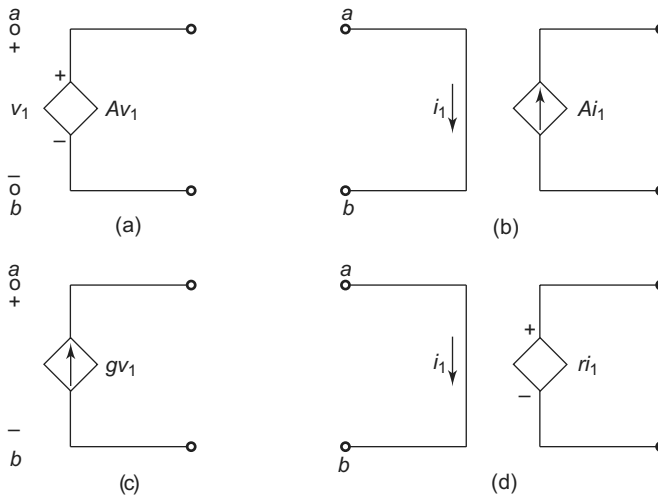 a
a
+
+
v₁
Av₁
i₁
Ai₁
–
–
b
b
(a)
(b)
a
a
+
+
gv₁
i₁
ri₁
–
–
b
b
(c)
(d)